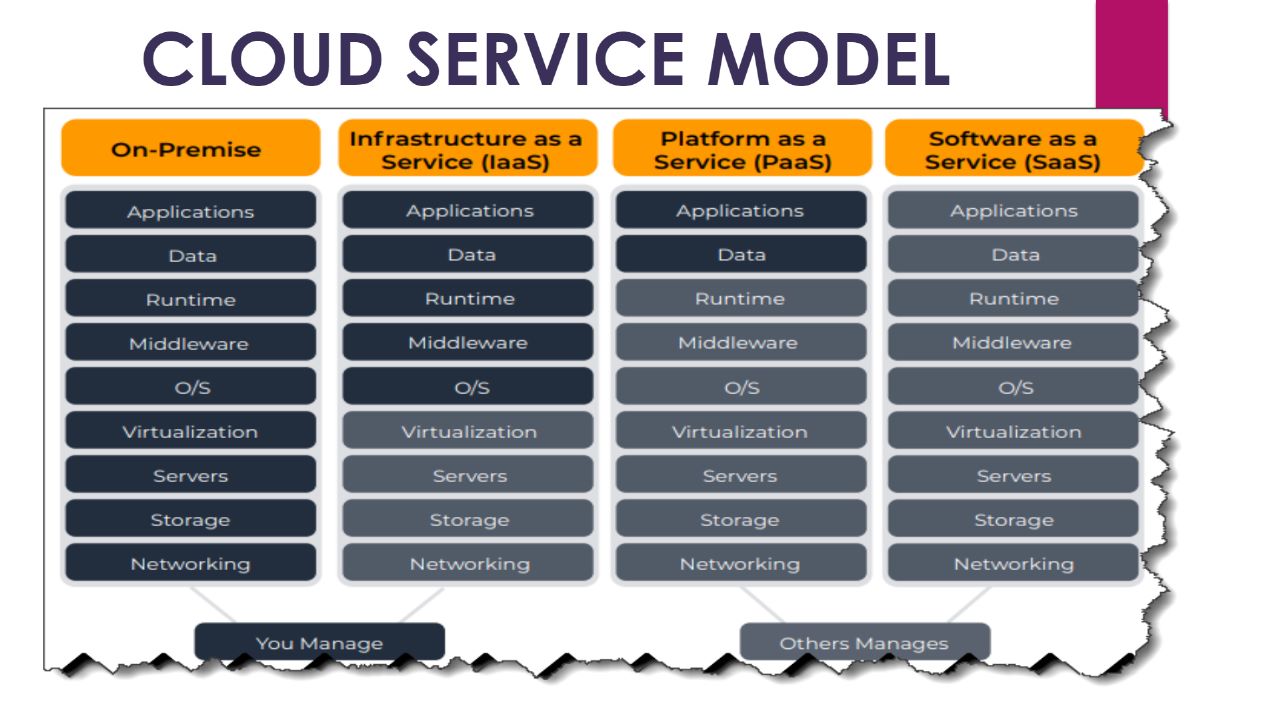 CLOUD SERVICE MODEL
On-Premise
Applications
Data
Runtime
Middleware
O/S
Virtualization
Servers
Storage
Networking
Infrastructure as a
Service (IaaS)
Applications
Data
Runtime
Middleware
O/S
Virtualization
Servers
Storage
Networking
Platform as a
Service (PaaS)
Applications
Data
Runtime
Middleware
O/S
Virtualization
Servers
Storage
Networking
Software as a
Service (SaaS)
Applications
Data
Runtime
Middleware
O/S
Virtualization
Servers
Storage
Networking
You Manage
Others Manages